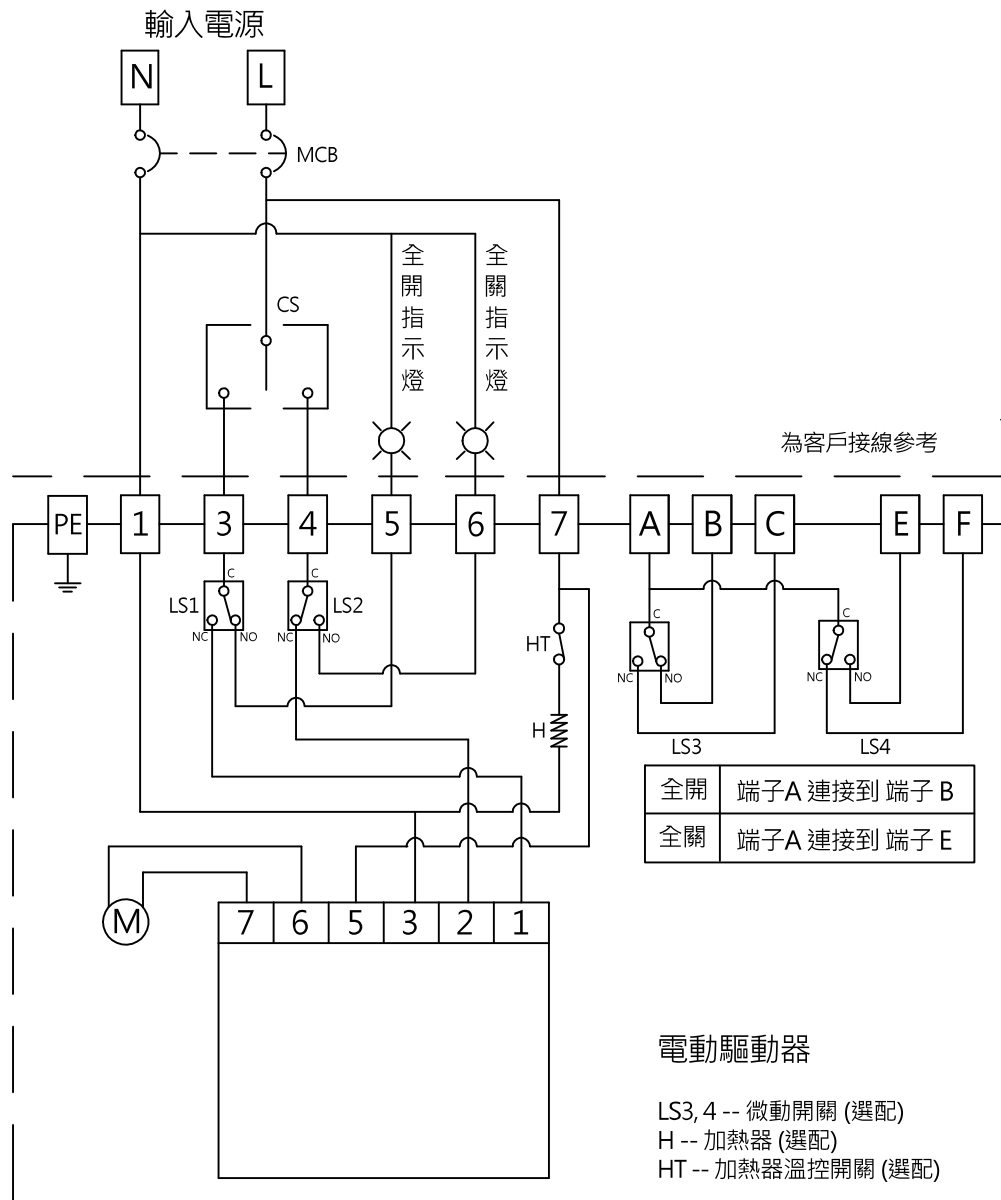 輸入電源
N L
MCB
CS
全開指示燈
全關指示燈
為客戶接線參考
PE 1 3 4 5 6 7 A B C E F
LS1 C NC NO
C LS2 NC NO
HT
H
C NC NO
LS3
C NC NO
LS4
全開 端子A 連接到 端子 B
全關 端子A 連接到 端子 E
M
7 6 5 3 2 1
電動驅動器
LS3, 4 -- 微動開關 (選配)
H -- 加熱器 (選配)
HT -- 加熱器溫控開關 (選配)